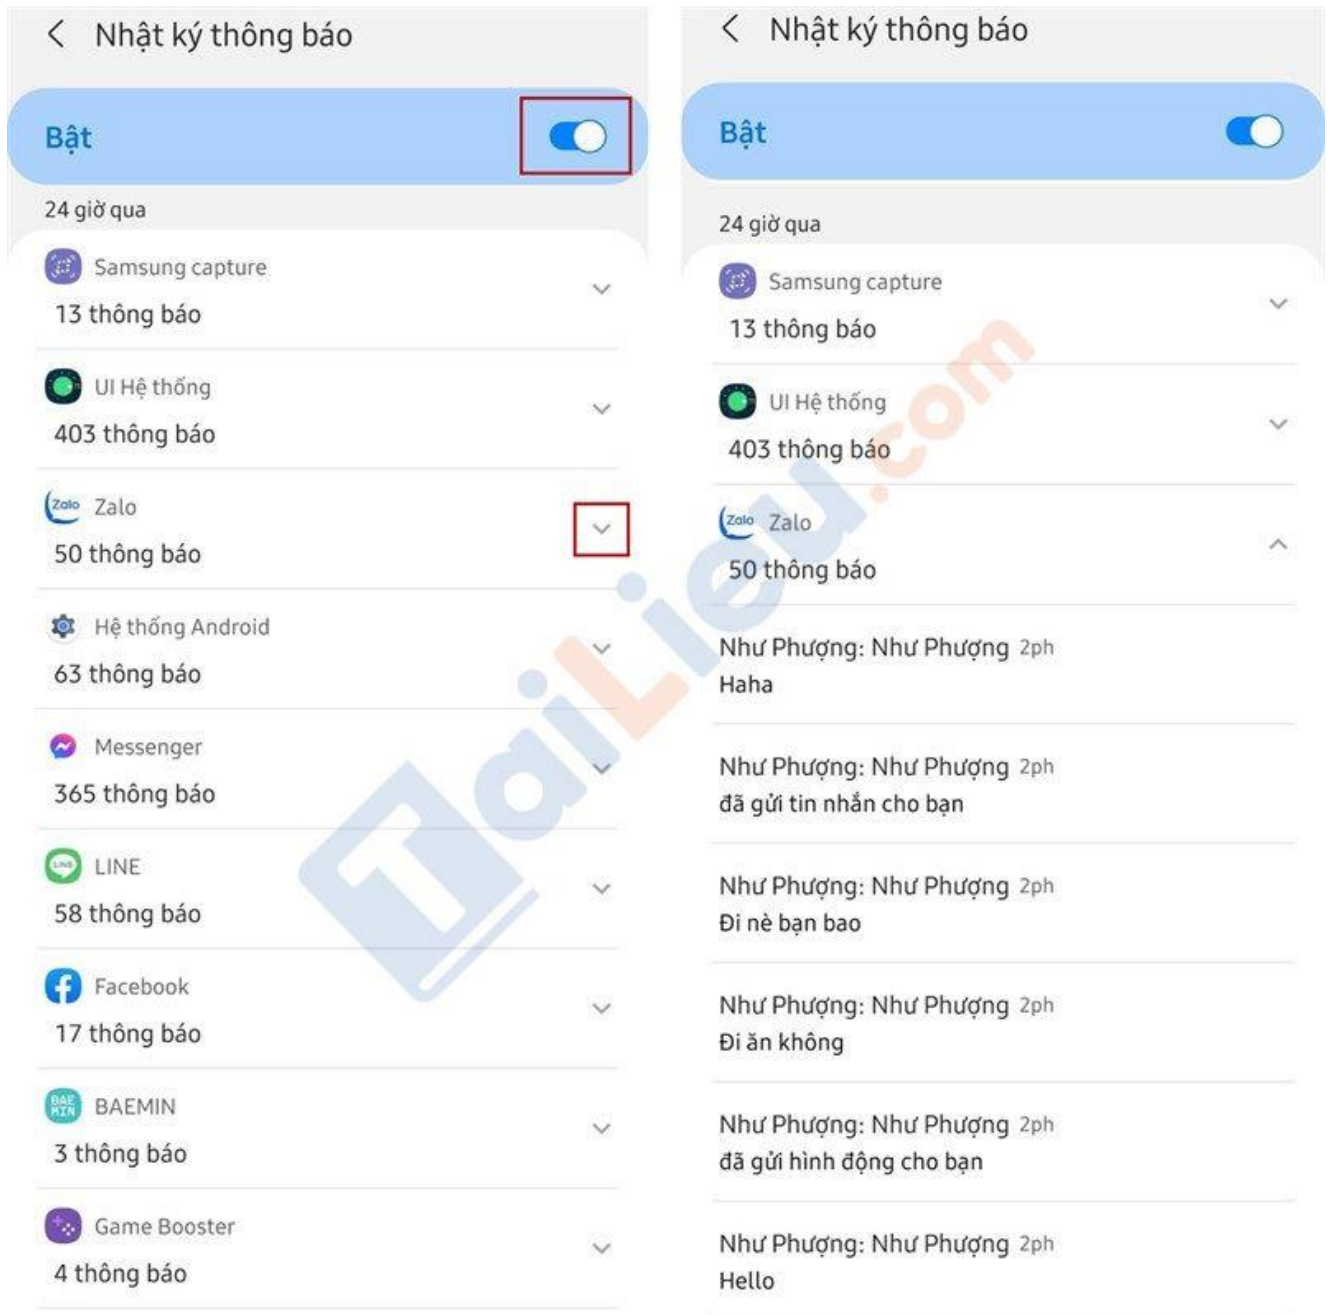 Nhật ký thông báo
Bật
24 giờ qua
Samsung capture
13 thông báo
UI Hệ thống
403 thông báo
Zalo
Zalo
50 thông báo
Hệ thống Android
63 thông báo
Messenger
365 thông báo
LINE
LINE
58 thông báo
Facebook
17 thông báo
BAE
MIN
BAEMIN
3 thông báo
Game Booster
4 thông báo
Nhật ký thông báo
Bật
24 giờ qua
Samsung capture
13 thông báo
UI Hệ thống
403 thông báo
Zalo
Zalo
50 thông báo
Như Phượng: Như Phượng 2ph
Haha
Như Phượng: Như Phượng 2ph
đã gửi tin nhắn cho bạn
Như Phượng: Như Phượng 2ph
Đi nè bạn bao
Như Phượng: Như Phượng 2ph
Đi ăn không
Như Phượng: Như Phượng 2ph
đã gửi hình động cho bạn
Như Phượng: Như Phượng 2ph
Hello
TaiLieu.com